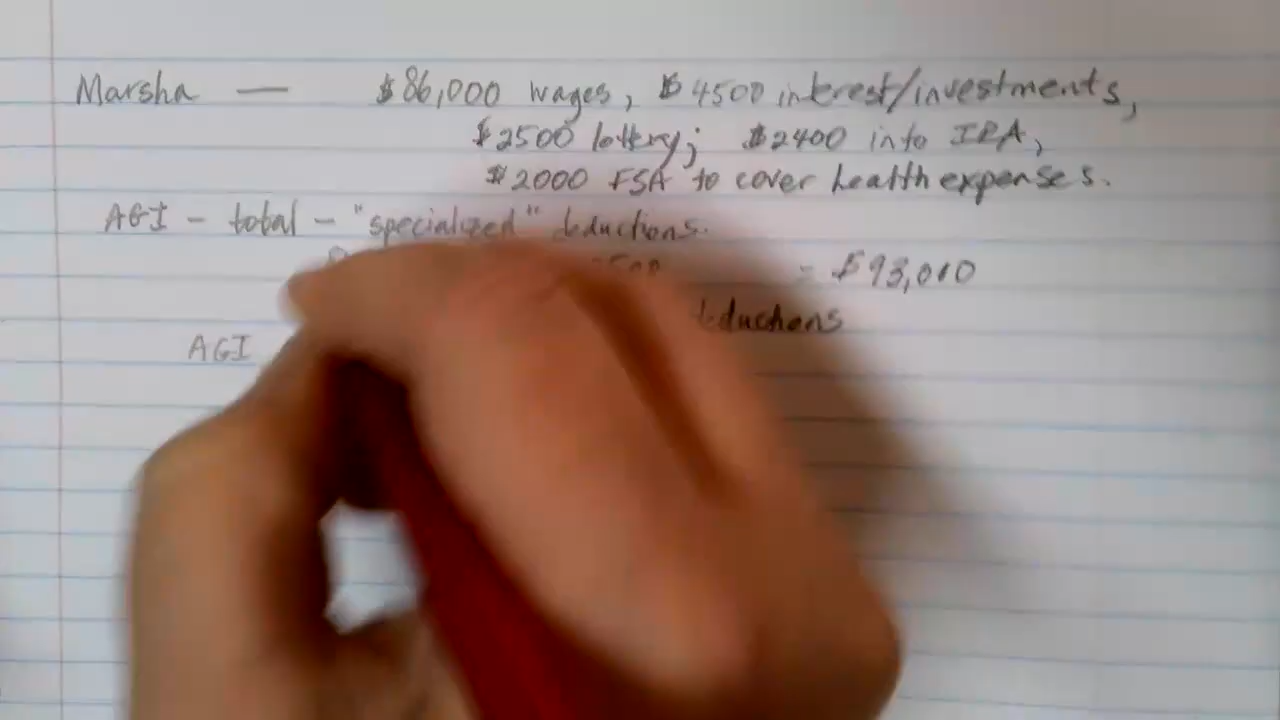 Marsha — $86,000 wages, $4500 interest/investments,
$2500 lottery; $2400 into IRA,
$2000 FSA to cover health expenses.
AGI - total - "specialized" deductions.
= $93,010
deductions
AGI